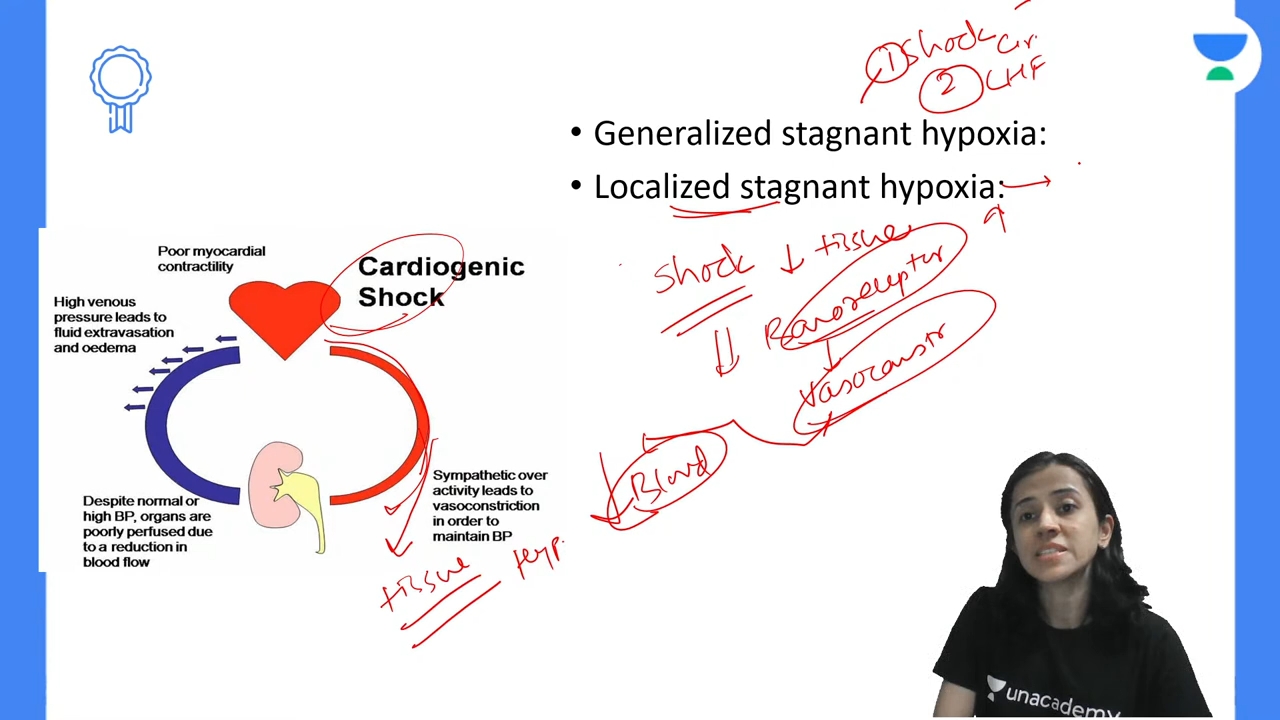 ① Shock Cir.
② CHF
• Generalized stagnant hypoxia:
• Localized stagnant hypoxia:
Shock ↓ tissue
Baroreceptor ↑
Vasoconstr
Blood
tissue Hyp.
Poor myocardial
contractility
Cardiogenic
Shock
High venous
pressure leads to
fluid extravasation
and oedema
Sympathetic over
activity leads to
vasoconstriction
in order to
maintain BP
Despite normal or
high BP, organs are
poorly perfused due
to a reduction in
blood flow
unacademy